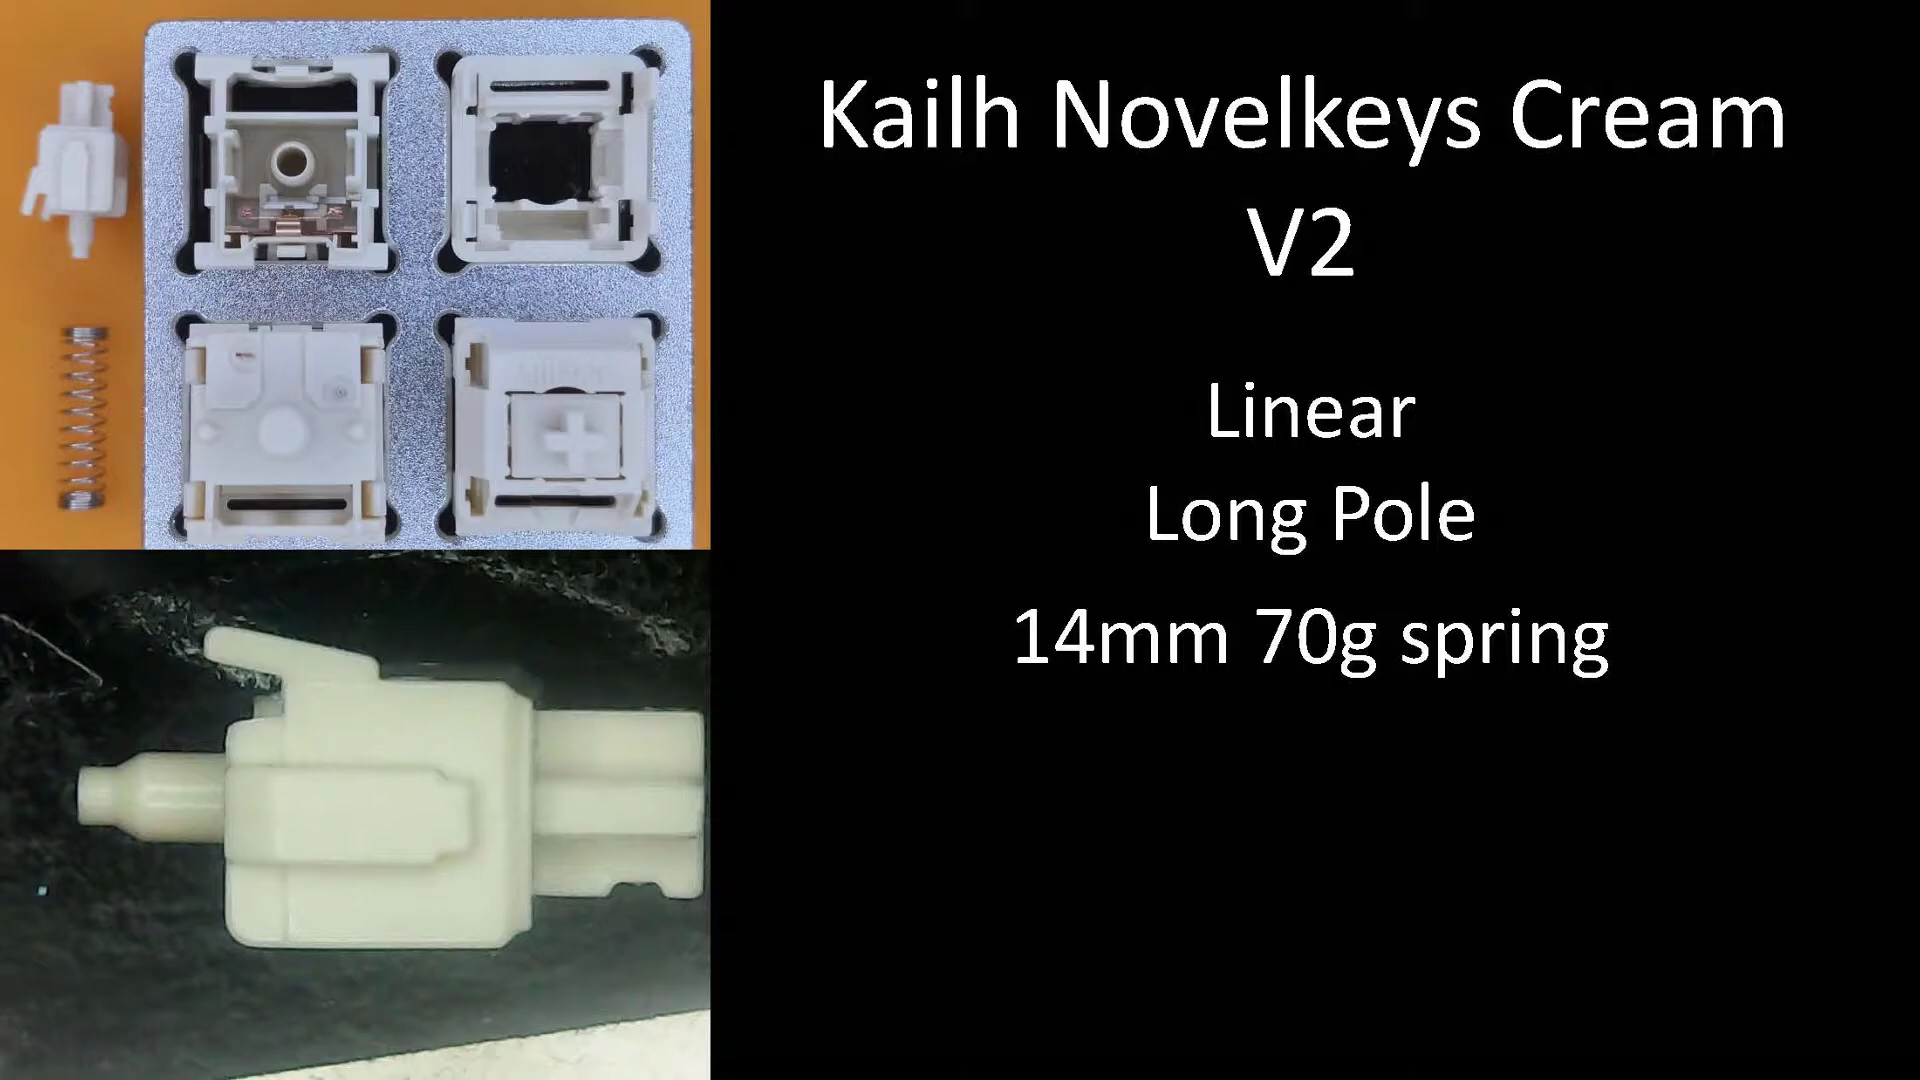 Kailh Novelkeys Cream
V2
Linear
Long Pole
14mm 70g spring